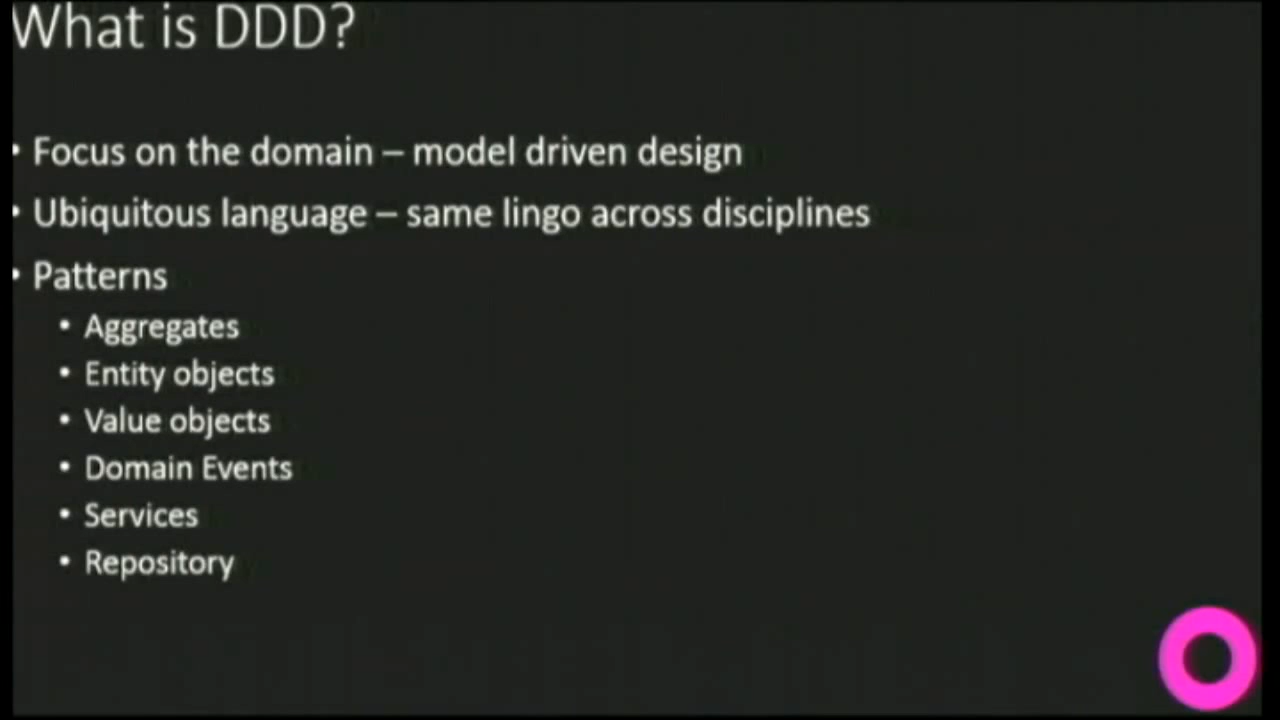 What is DDD?
• Focus on the domain – model driven design
• Ubiquitous language – same lingo across disciplines
• Patterns
• Aggregates
• Entity objects
• Value objects
• Domain Events
• Services
• Repository